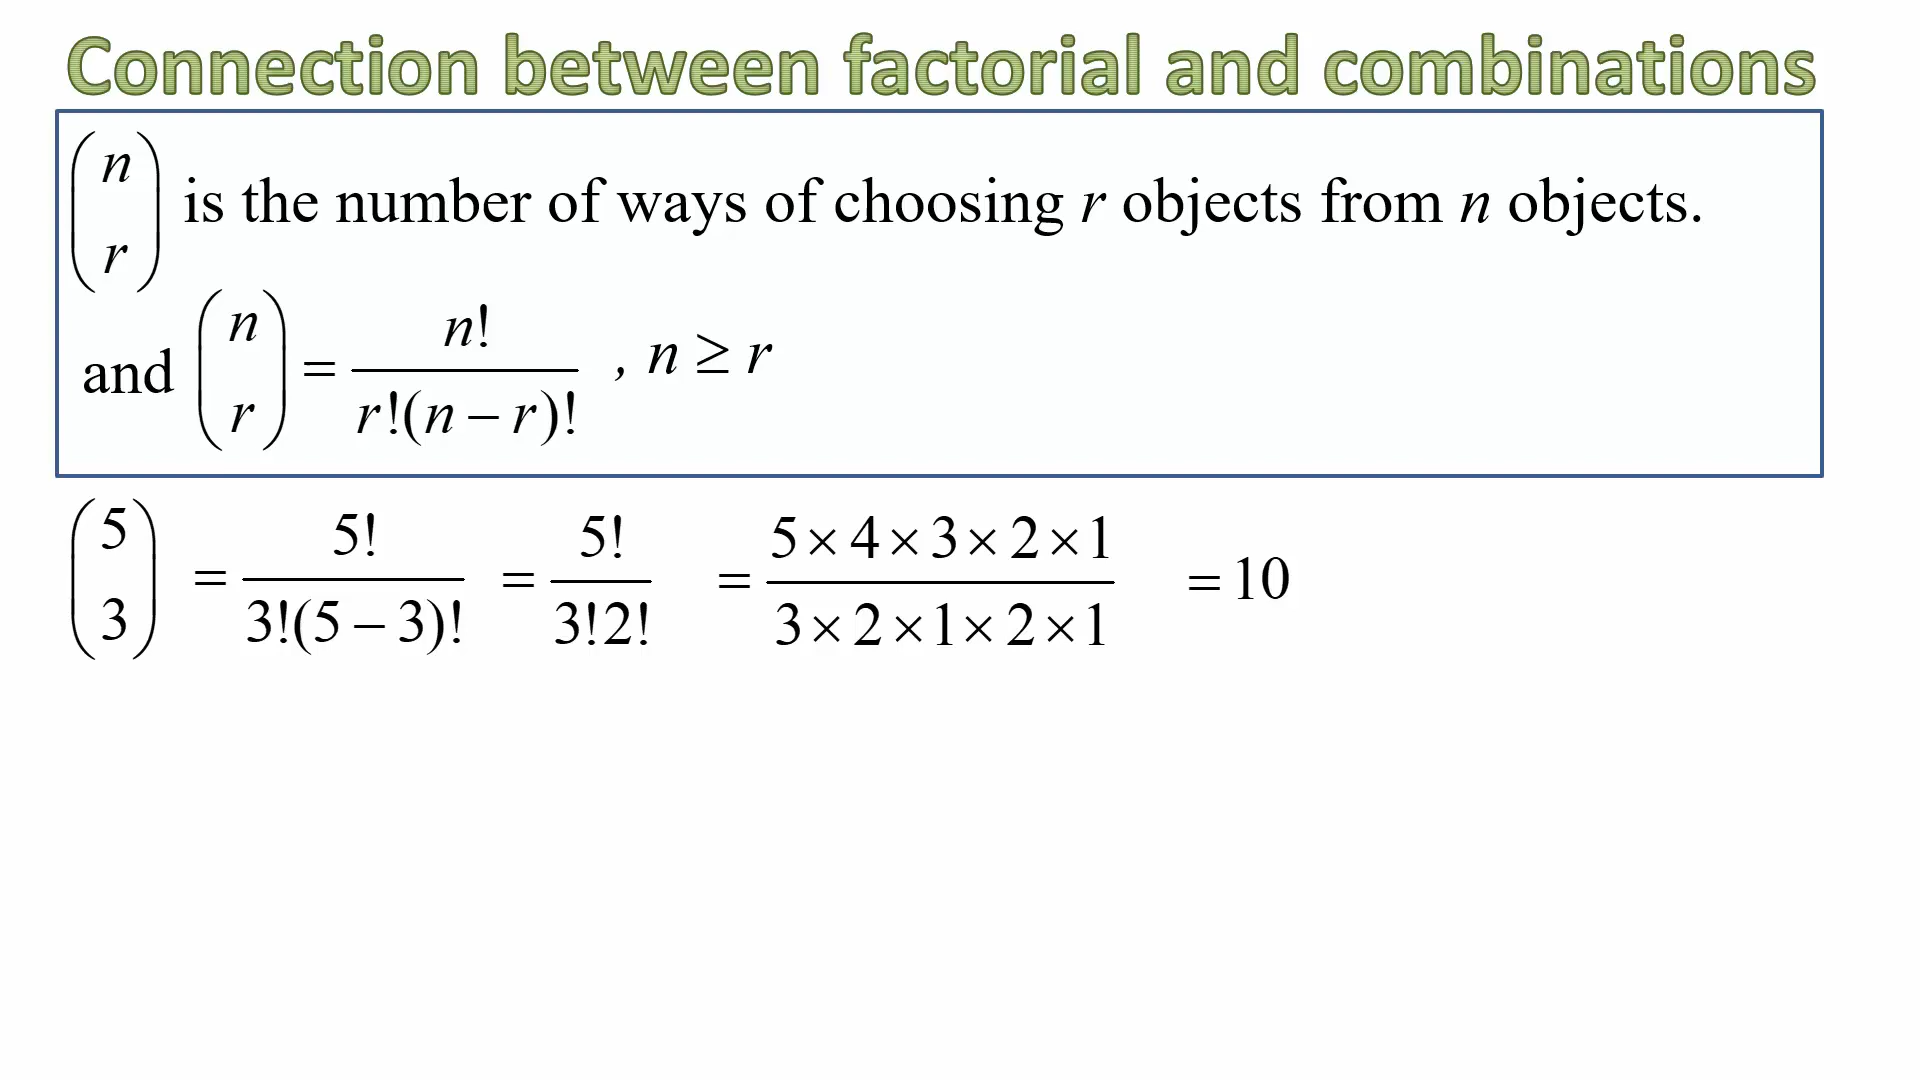 Connection between factorial and combinations
(n r) is the number of ways of choosing r objects from n objects.
and (n r) = n! / r!(n − r)! , n ≥ r
(5 3) = 5! / 3!(5 − 3)! = 5! / 3!2! = 5 × 4 × 3 × 2 × 1 / 3 × 2 × 1 × 2 × 1 = 10